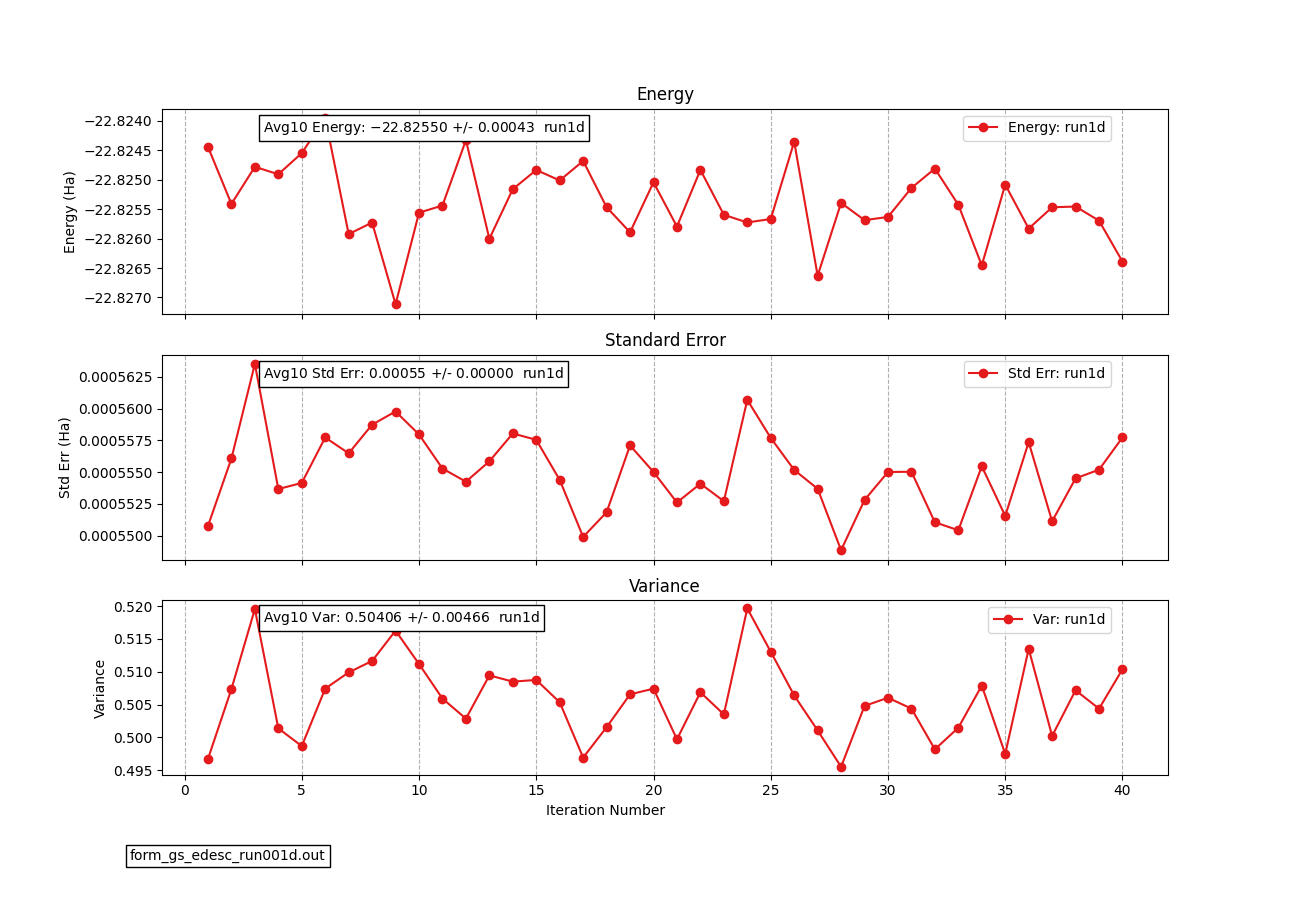 Energy
Avg10 Energy: −22.82550 +/- 0.00043 run1d
Energy: run1d
−22.8240
−22.8245
−22.8250
−22.8255
−22.8260
−22.8265
−22.8270
Energy (Ha)
Standard Error
Avg10 Std Err: 0.00055 +/- 0.00000 run1d
Std Err: run1d
0.0005625
0.0005600
0.0005575
0.0005550
0.0005525
0.0005500
Std Err (Ha)
Variance
Avg10 Var: 0.50406 +/- 0.00466 run1d
Var: run1d
0.520
0.515
0.510
0.505
0.500
0.495
Variance
0 5 10 15 20 25 30 35 40
Iteration Number
form_gs_edesc_run001d.out